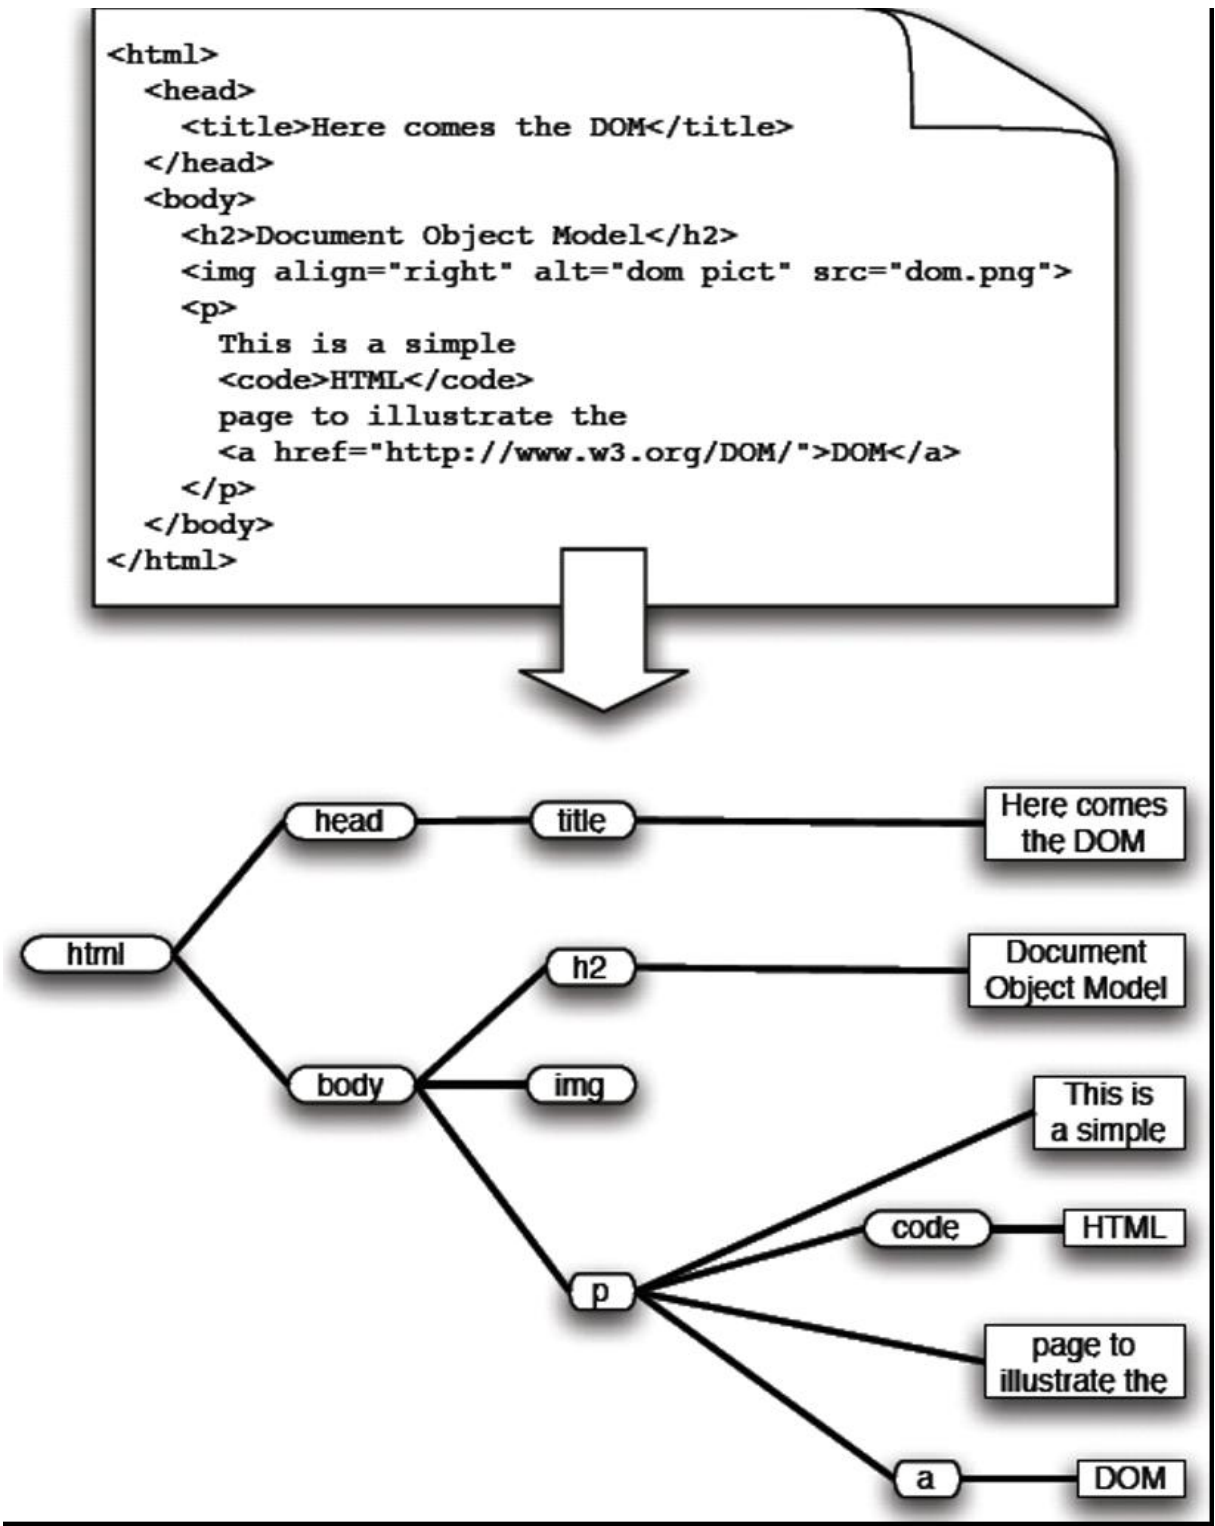 <html>
<head>
<title>Here comes the DOM</title>
</head>
<body>
<h2>Document Object Model</h2>
<img align="right" alt="dom pict" src="dom.png">
<p>
This is a simple
<code>HTML</code>
page to illustrate the
<a href="http://www.w3.org/DOM/">DOM</a>
</p>
</body>
</html>
head
title
Here comes
the DOM
html
h2
Document
Object Model
body
img
This is
a simple
code
HTML
p
page to
illustrate the
a
DOM